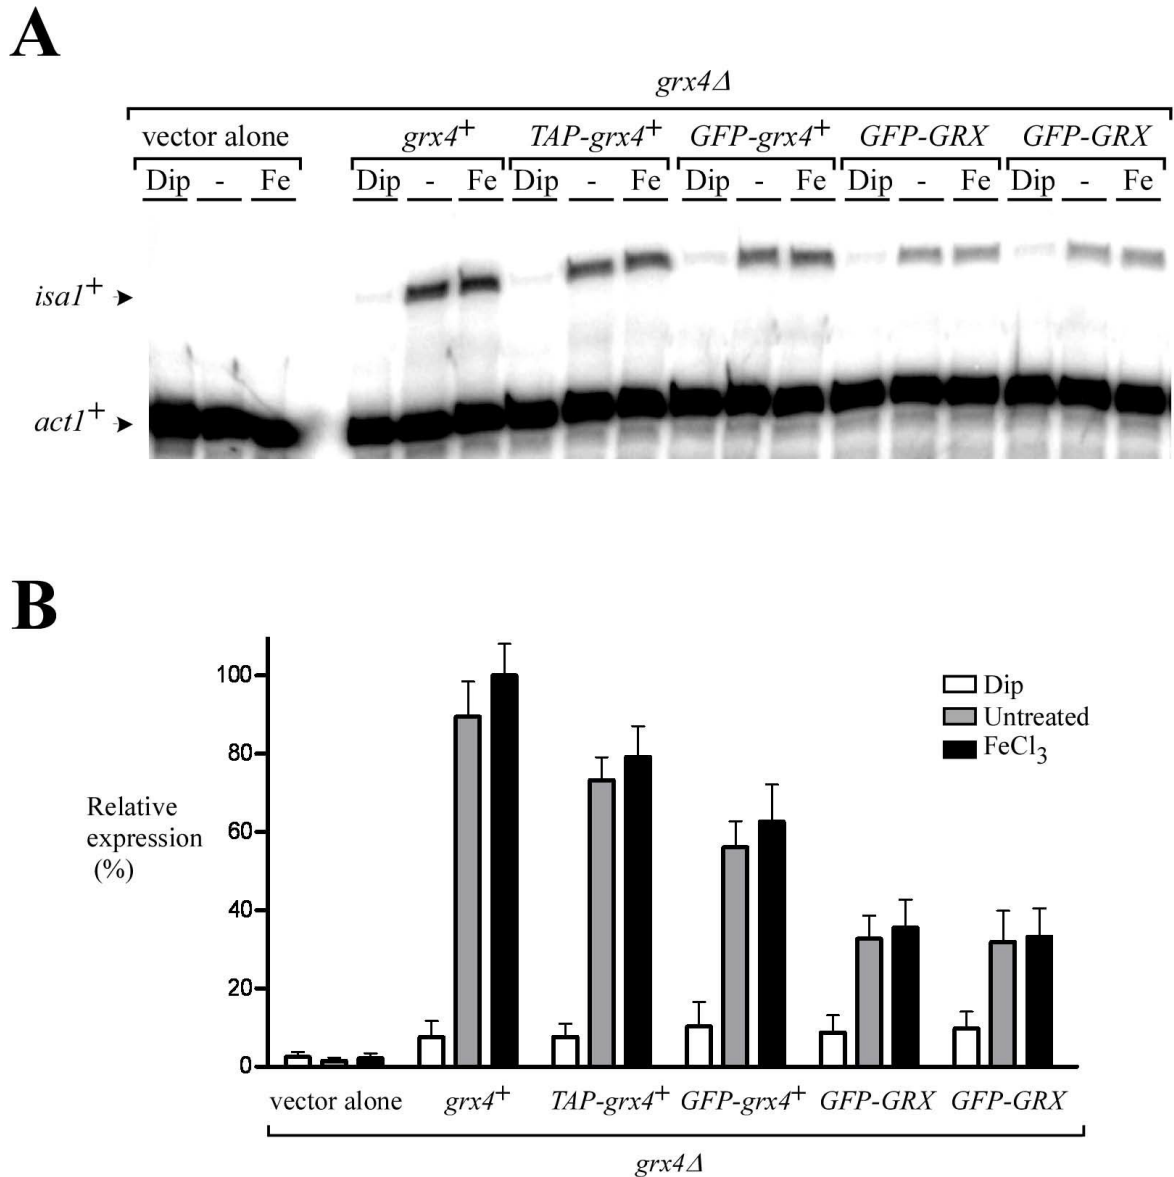 A
grx4Δ
vector alone grx4+ TAP-grx4+ GFP-grx4+ GFP-GRX GFP-GRX
Dip - Fe Dip - Fe Dip - Fe Dip - Fe Dip - Fe Dip - Fe
isa1+
act1+
B
100
80
60
40
20
0
Relative
expression
(%)
Dip
Untreated
FeCl3
vector alone grx4+ TAP-grx4+ GFP-grx4+ GFP-GRX GFP-GRX
grx4Δ